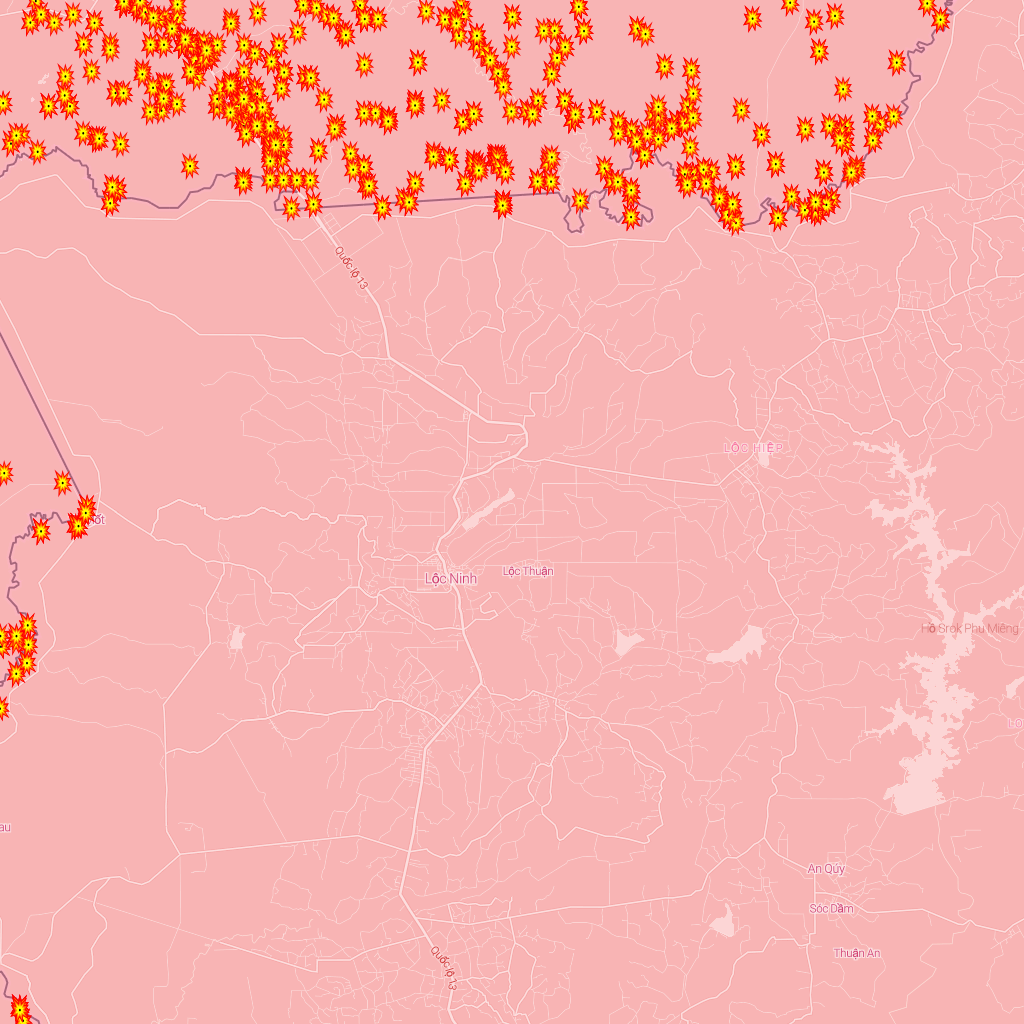 Quốc lộ 13
LỘC HIỆP
Lộc Ninh
Lộc Thuận
Hồ Srok Phu Miêng
An Qúy
Sóc Dầm
Thuận An
Quốc lộ 13